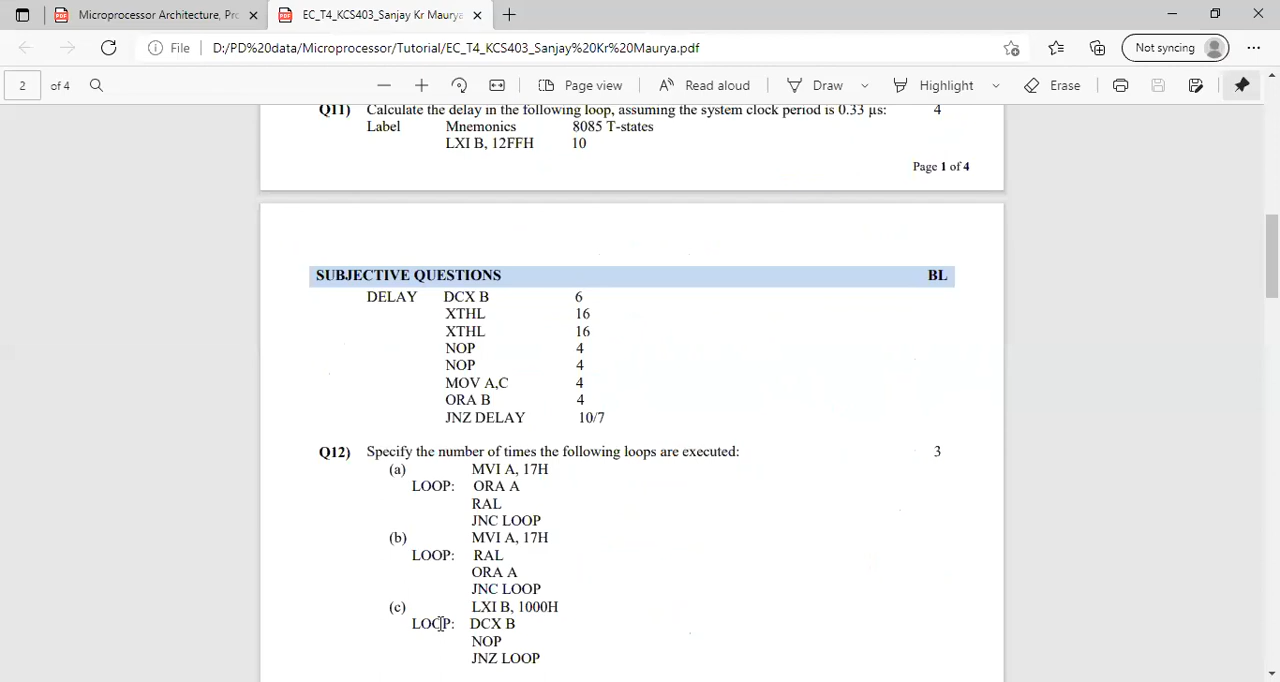 Microprocessor Architecture, Pro
EC_T4_KCS403_Sanjay Kr Maurya
File
D:/PD%20data/Microprocessor/Tutorial/EC_T4_KCS403_Sanjay%20Kr%20Maurya.pdf
Not syncing
2 of 4
Page view
Read aloud
Draw
Highlight
Erase
Q11) Calculate the delay in the following loop, assuming the system clock period is 0.33 µs: 4
Label Mnemonics 8085 T-states
LXI B, 12FFH 10
Page 1 of 4
SUBJECTIVE QUESTIONS BL
DELAY DCX B 6
XTHL 16
XTHL 16
NOP 4
NOP 4
MOV A,C 4
ORA B 4
JNZ DELAY 10/7
Q12) Specify the number of times the following loops are executed: 3
(a) MVI A, 17H
LOOP: ORA A
RAL
JNC LOOP
(b) MVI A, 17H
LOOP: RAL
ORA A
JNC LOOP
(c) LXI B, 1000H
LOOP: DCX B
NOP
JNZ LOOP